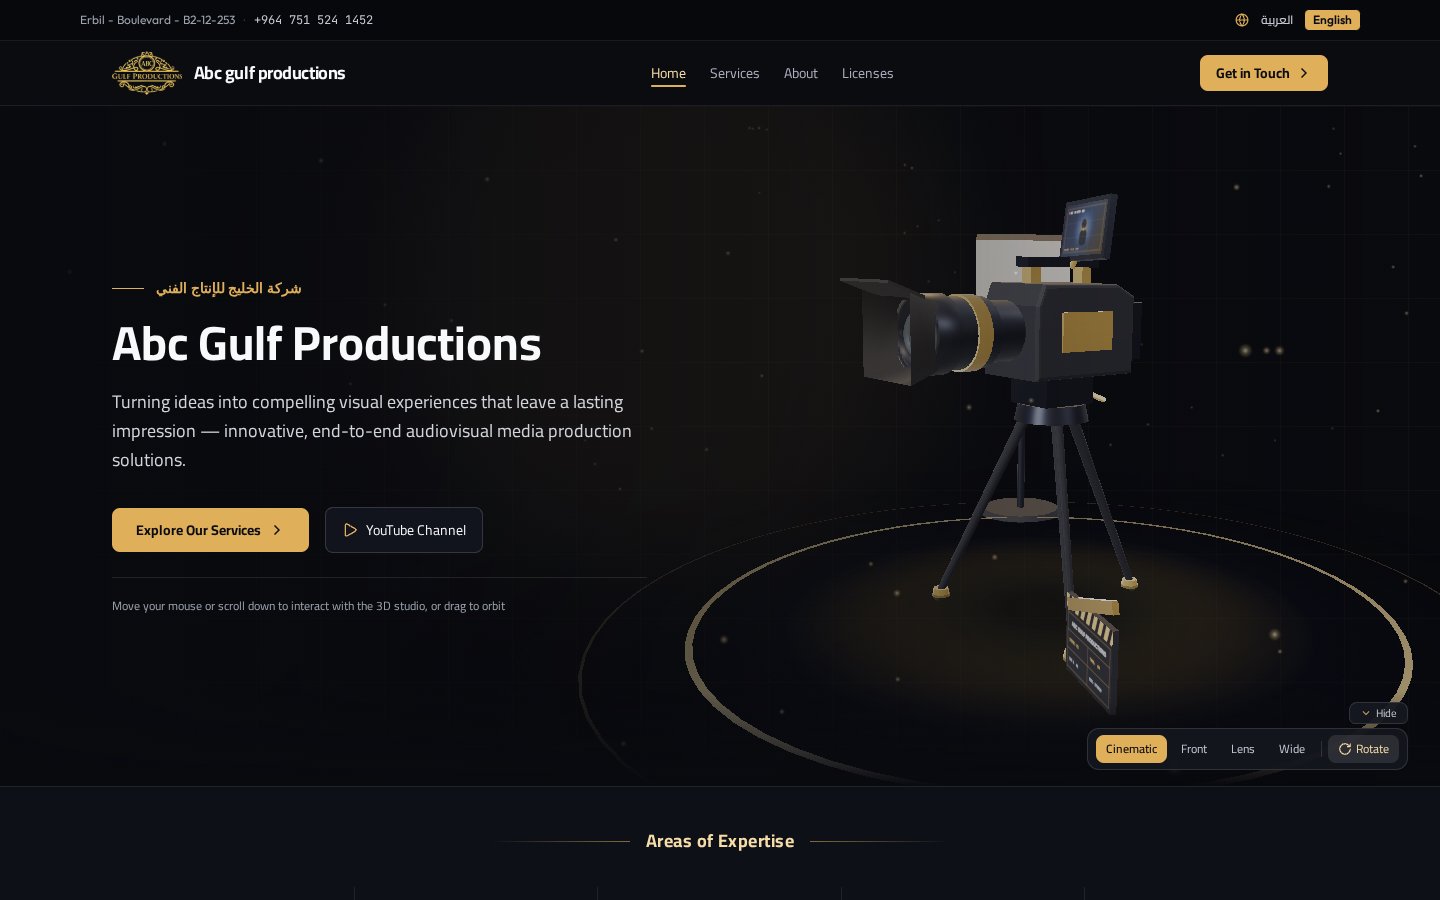 Erbil - Boulevard - B2-12-253 · +964 751 524 1452
العربية English
ABC
GULF PRODUCTIONS
Abc gulf productions
Home Services About Licenses
Get in Touch
شركة الخليج للإنتاج الفني
Abc Gulf Productions
Turning ideas into compelling visual experiences that leave a lasting
impression — innovative, end-to-end audiovisual media production
solutions.
Explore Our Services
YouTube Channel
Move your mouse or scroll down to interact with the 3D studio, or drag to orbit
Hide
Cinematic Front Lens Wide Rotate
Areas of Expertise